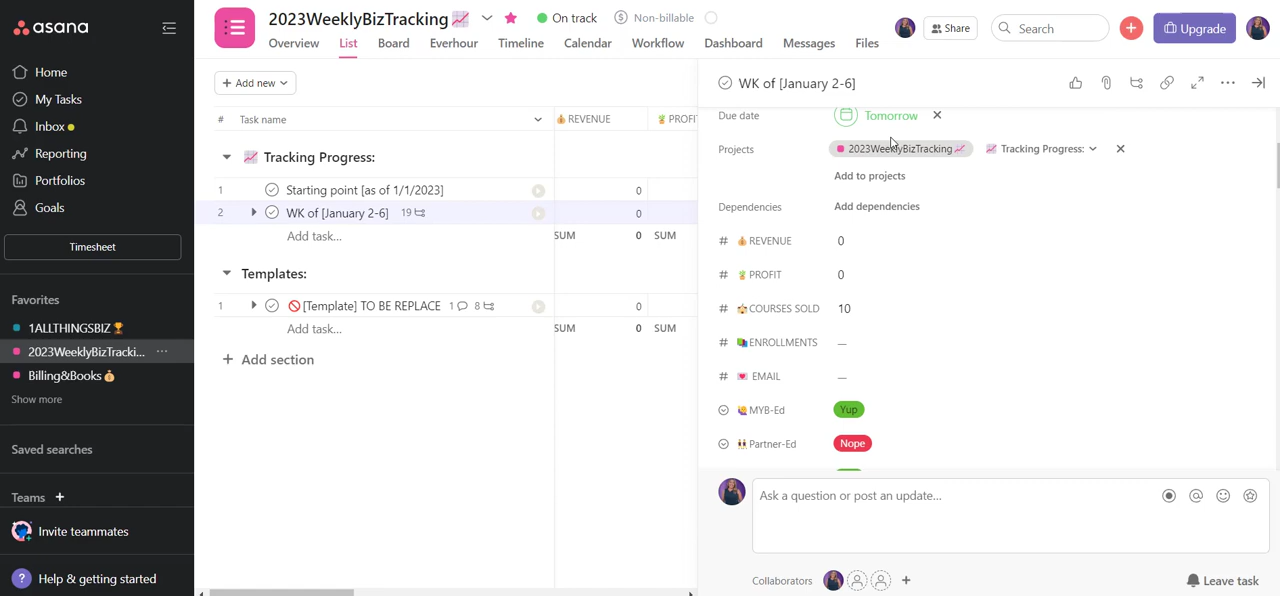 asana
Home
My Tasks
Inbox
Reporting
Portfolios
Goals
Timesheet
Favorites
1ALLTHINGSBIZ🏆
2023WeeklyBizTracki... ...
Billing&Books💰
Show more
Saved searches
Teams +
Invite teammates
? Help & getting started
2023WeeklyBizTracking📈 On track $ Non-billable
Share
Search
+
Upgrade
Overview List Board Everhour Timeline Calendar Workflow Dashboard Messages Files
+ Add new
# Task name 💰REVENUE 🍍PROFI
📈 Tracking Progress:
1 Starting point [as of 1/1/2023] 0
2 WK of [January 2-6] 19 0
Add task... SUM 0 SUM
Templates:
1 🚫[Template] TO BE REPLACE 1 8 0
Add task... SUM 0 SUM
+ Add section
WK of [January 2-6]
Due date Tomorrow
Projects 2023WeeklyBizTracking📈 📈 Tracking Progress:
Add to projects
Dependencies Add dependencies
# 💰REVENUE 0
# 🍍PROFIT 0
# COURSES SOLD 10
# 📚ENROLLMENTS —
# 💌 EMAIL —
MYB-Ed Yup
Partner-Ed Nope
Ask a question or post an update...
Collaborators +
Leave task